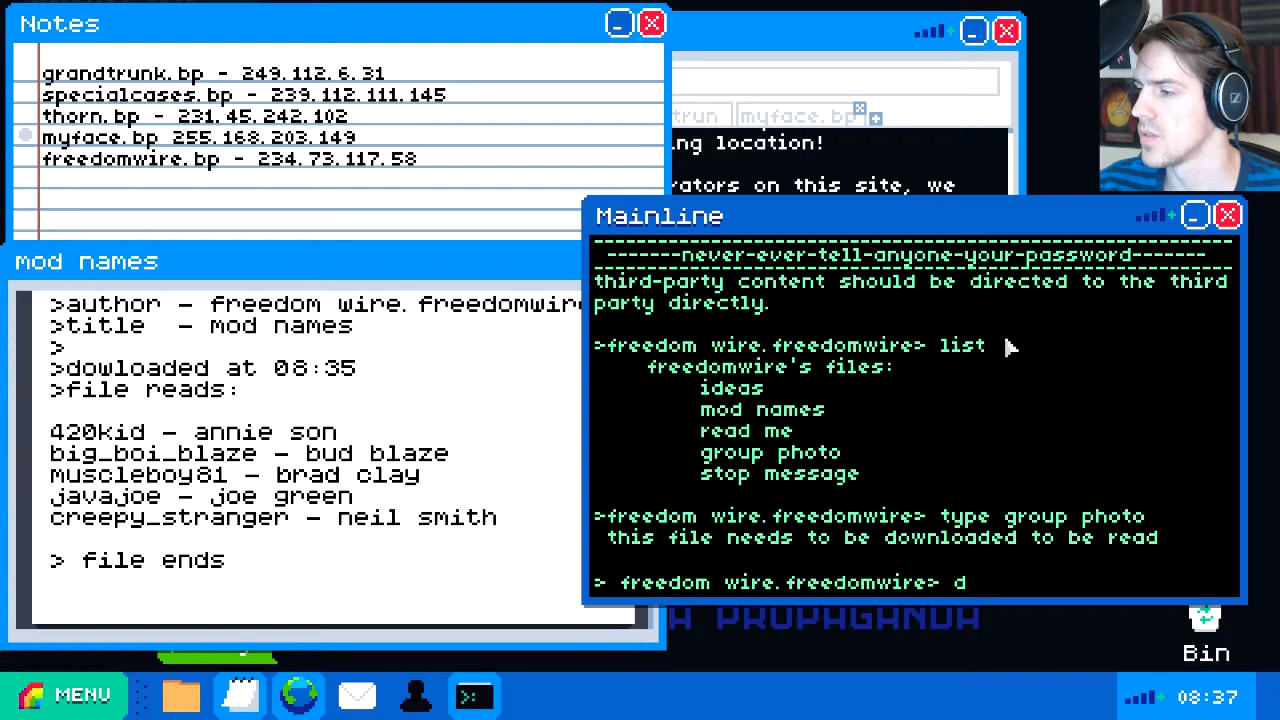 Notes
grandtrunk.bp - 249.112.6.31
specialcases.bp - 239.112.111.145
thorn.bp - 231.45.242.102
myface.bp 255.168.203.149
freedomwire.bp - 234.73.117.58
trun myface.bp
ing location!
rators on this site, we
mod names
>author - freedom wire.freedomwire
>title - mod names
>
>dowloaded at 08:35
>file reads:
420kid - annie son
big_boi_blaze - bud blaze
muscleboy81 - brad clay
javajoe - joe green
creepy_stranger - neil smith
> file ends
Mainline
-------never-ever-tell-anyone-your-password-------
third-party content should be directed to the third
party directly.
>freedom wire.freedomwire> list
freedomwire's files:
ideas
mod names
read me
group photo
stop message
>freedom wire.freedomwire> type group photo
this file needs to be downloaded to be read
> freedom wire.freedomwire> d
A PROPAGANDA
Bin
MENU
08:37